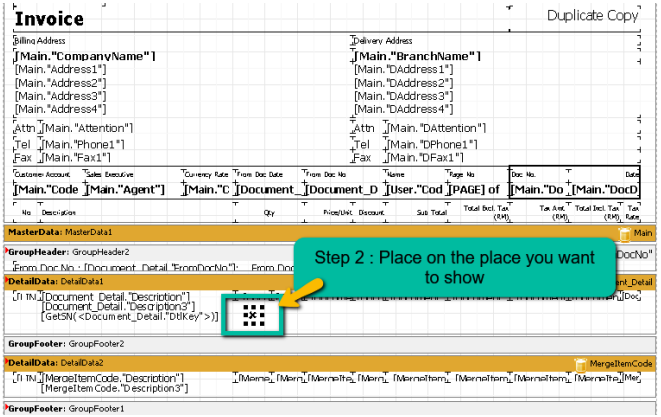 Invoice
Duplicate Copy
Billing Address
Delivery Address
[Main."CompanyName"]
[Main."BranchName"]
[Main."Address1"]
[Main."DAddress1"]
[Main."Address2"]
[Main."DAddress2"]
[Main."Address3"]
[Main."DAddress3"]
[Main."Address4"]
[Main."DAddress4"]
Attn [Main."Attention"]
Attn [Main."DAttention"]
Tel [Main."Phone1"]
Tel [Main."DPhone1"]
Fax [Main."Fax1"]
Fax [Main."DFax1"]
Customer Account Sales Executive Currency Rate From Doc Date From Doc No Name Page No Doc No. Date
[Main."Code [Main."Agent"] [Main."C [Document_ [Document_D [User."Cod [PAGE] of [Main."Do [Main."DocD
No Description Qty Price/Unit Discount Sub Total Total Excl. Tax (RM) Tax Amt (RM) Total Incl. Tax (RM) Tax Rate
MasterData: MasterData1 Main
GroupHeader: GroupHeader2 DocNo"
From Doc No : [Document_Detail."FromDocNo"]; From Doc
Step 2 : Place on the place you want
to show
DetailData: DetailData1
[Document_Detail."Description"]
[Document_Detail."Description3"]
[GetSN(<Document_Detail."DtlKey">)]
GroupFooter: GroupFooter2
DetailData: DetailData2 MergeItemCode
[MergeItemCode."Description"] [Merge [Merg [MergeIte [Merg [MergeItem [MergeItem [MergeItem [MergeIte [Mer
[MergeItemCode."Description3"]
GroupFooter: GroupFooter1